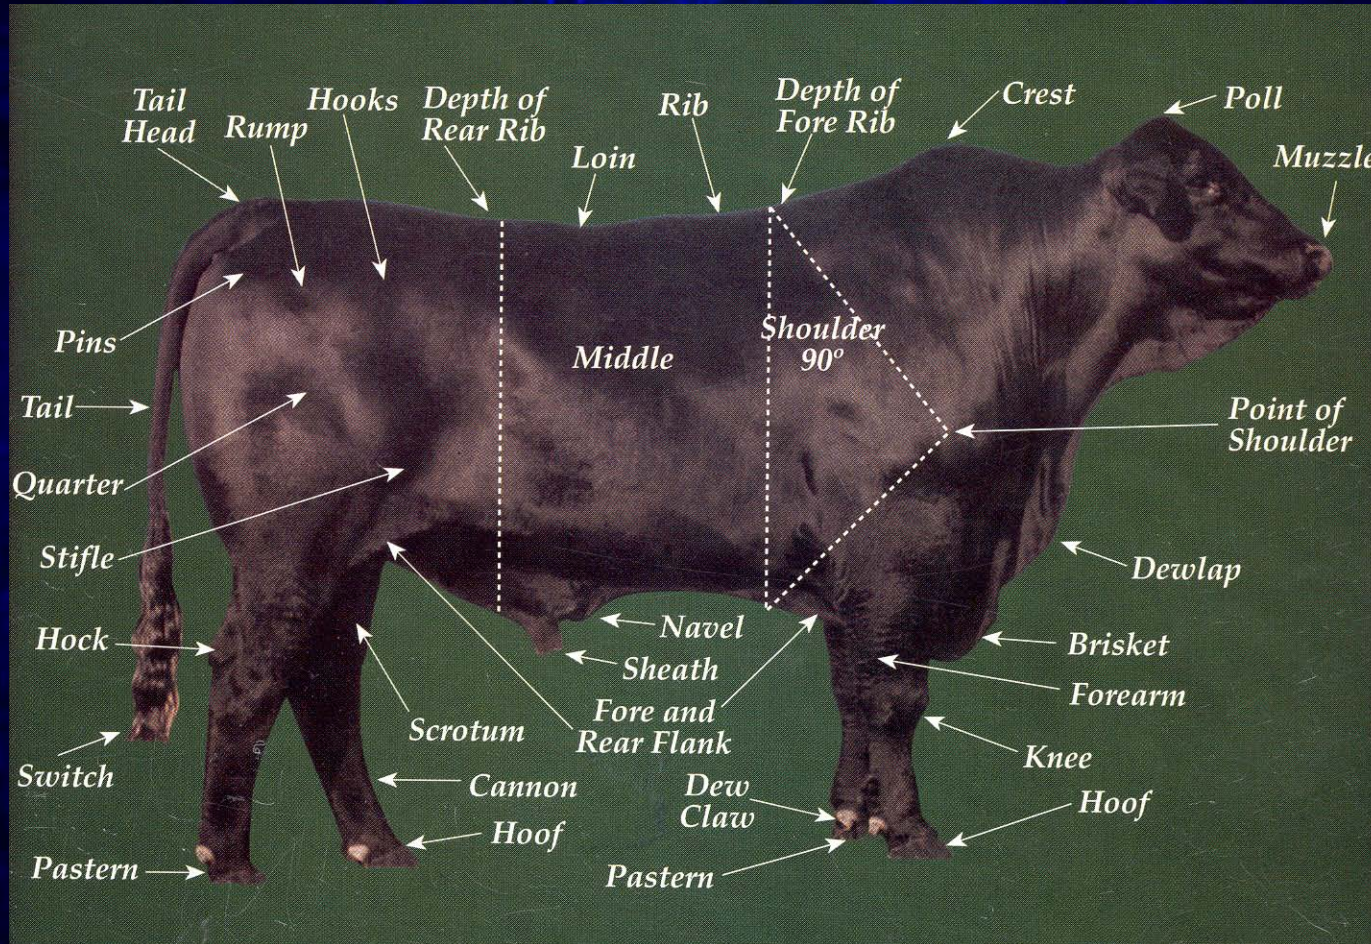 Tail
Head
Rump
Hooks
Depth of
Rear Rib
Loin
Rib
Depth of
Fore Rib
Crest
Poll
Muzzle
Pins
Tail
Quarter
Stifle
Hock
Switch
Pastern
Middle
Shoulder
90º
Point of
Shoulder
Dewlap
Brisket
Forearm
Knee
Hoof
Navel
Sheath
Fore and
Rear Flank
Scrotum
Cannon
Hoof
Dew
Claw
Pastern